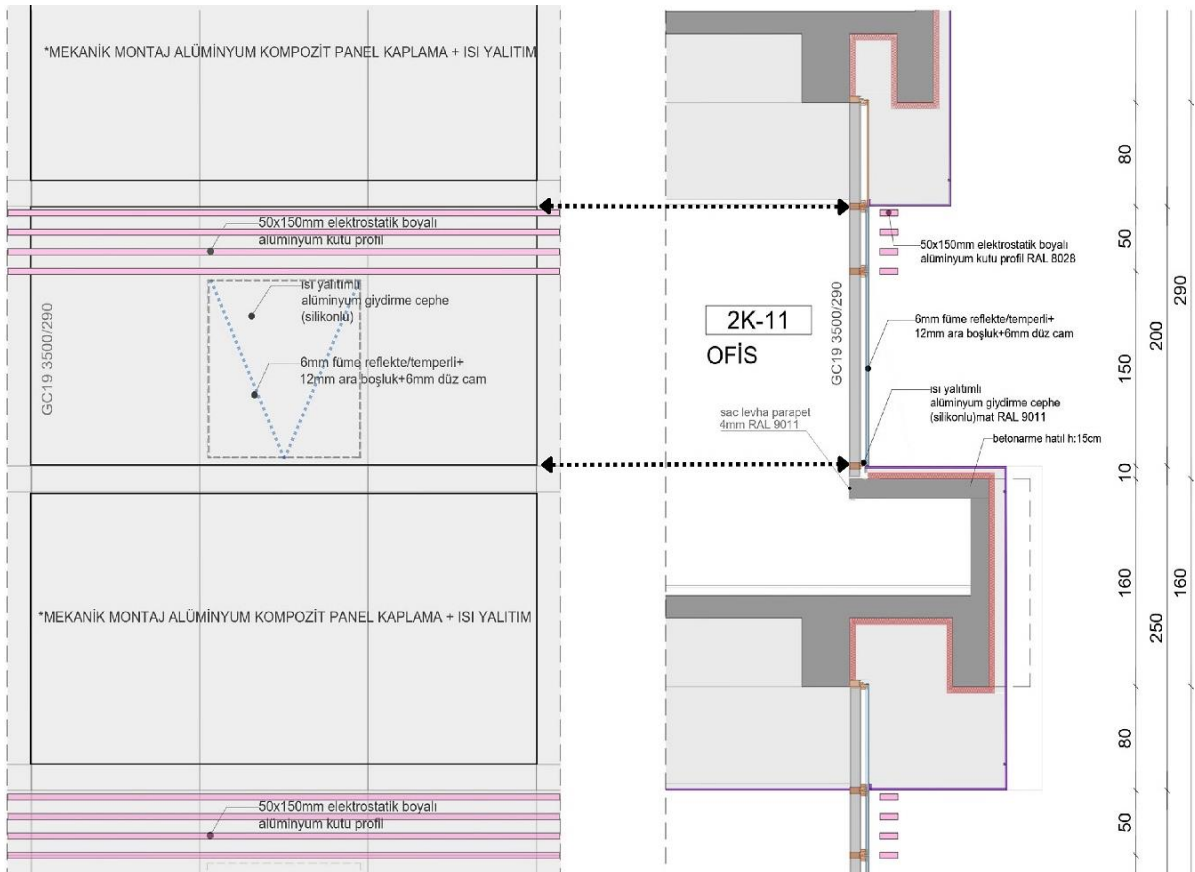 *MEKANİK MONTAJ ALÜMİNYUM KOMPOZİT PANEL KAPLAMA + ISI YALITIM
50x150mm elektrostatik boyalı
alüminyum kutu profil
ısı yalıtımlı
alüminyum giydirme cephe
(silikonlu)
6mm füme reflekte/temperli+
12mm ara boşluk+6mm düz cam
GC19 3500/290
*MEKANİK MONTAJ ALÜMİNYUM KOMPOZİT PANEL KAPLAMA + ISI YALITIM
50x150mm elektrostatik boyalı
alüminyum kutu profil
50x150mm elektrostatik boyalı
alüminyum kutu profil RAL 8028
2K-11
OFİS
GC19 3500/290
6mm füme reflekte/temperli+
12mm ara boşluk+6mm düz cam
ısı yalıtımlı
alüminyum giydirme cephe
(silikonlu)mat RAL 9011
sac levha parapet
4mm RAL 9011
betonarme hatıl h:15cm
80
50
150
10
160
80
50
200
250
290
160